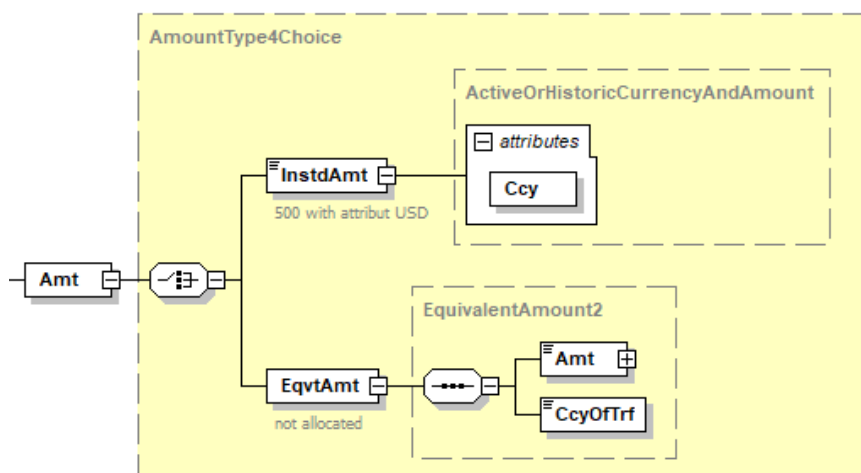 AmountType4Choice
ActiveOrHistoricCurrencyAndAmount
attributes
InstdAmt
Ccy
500 with attribut USD
Amt
EquivalentAmount2
Amt
EqvtAmt
CcyOfTrf
not allocated